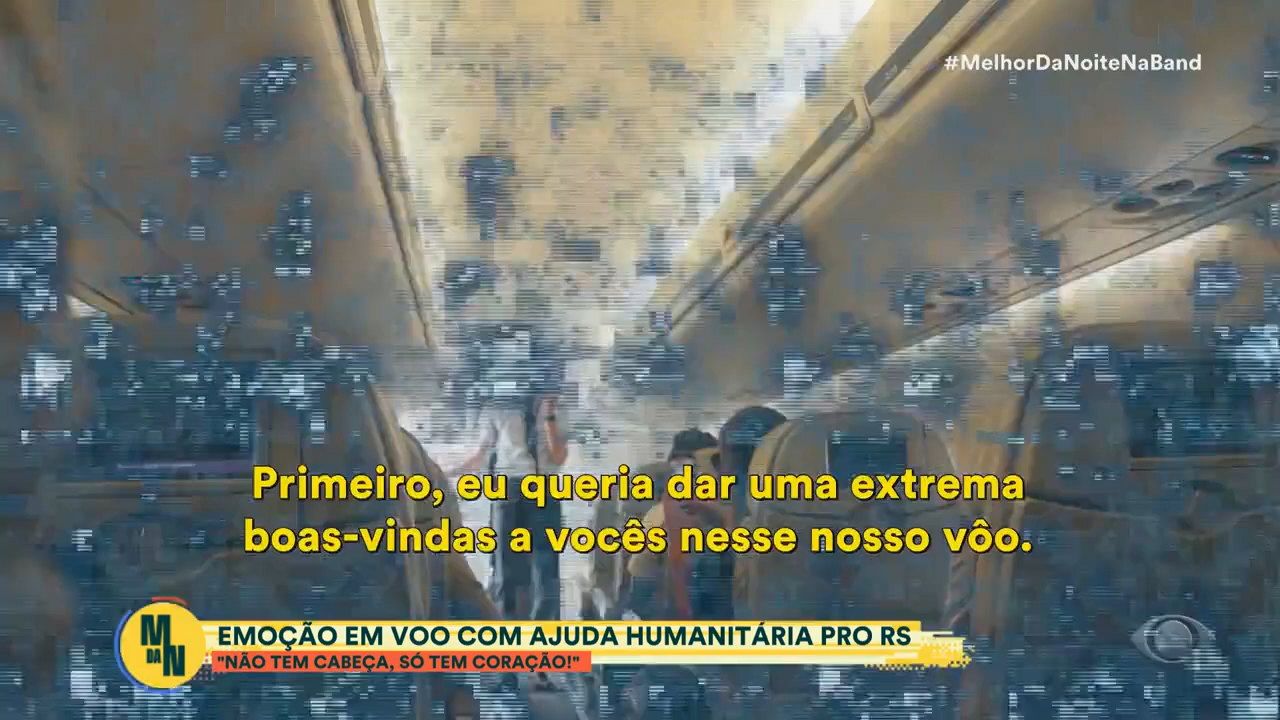 #MelhorDaNoiteNaBand
Primeiro, eu queria dar uma extrema
boas-vindas a vocês nesse nosso vôo.
M
DA
N
EMOÇÃO EM VOO COM AJUDA HUMANITÁRIA PRO RS
"NÃO TEM CABEÇA, SÓ TEM CORAÇÃO!"